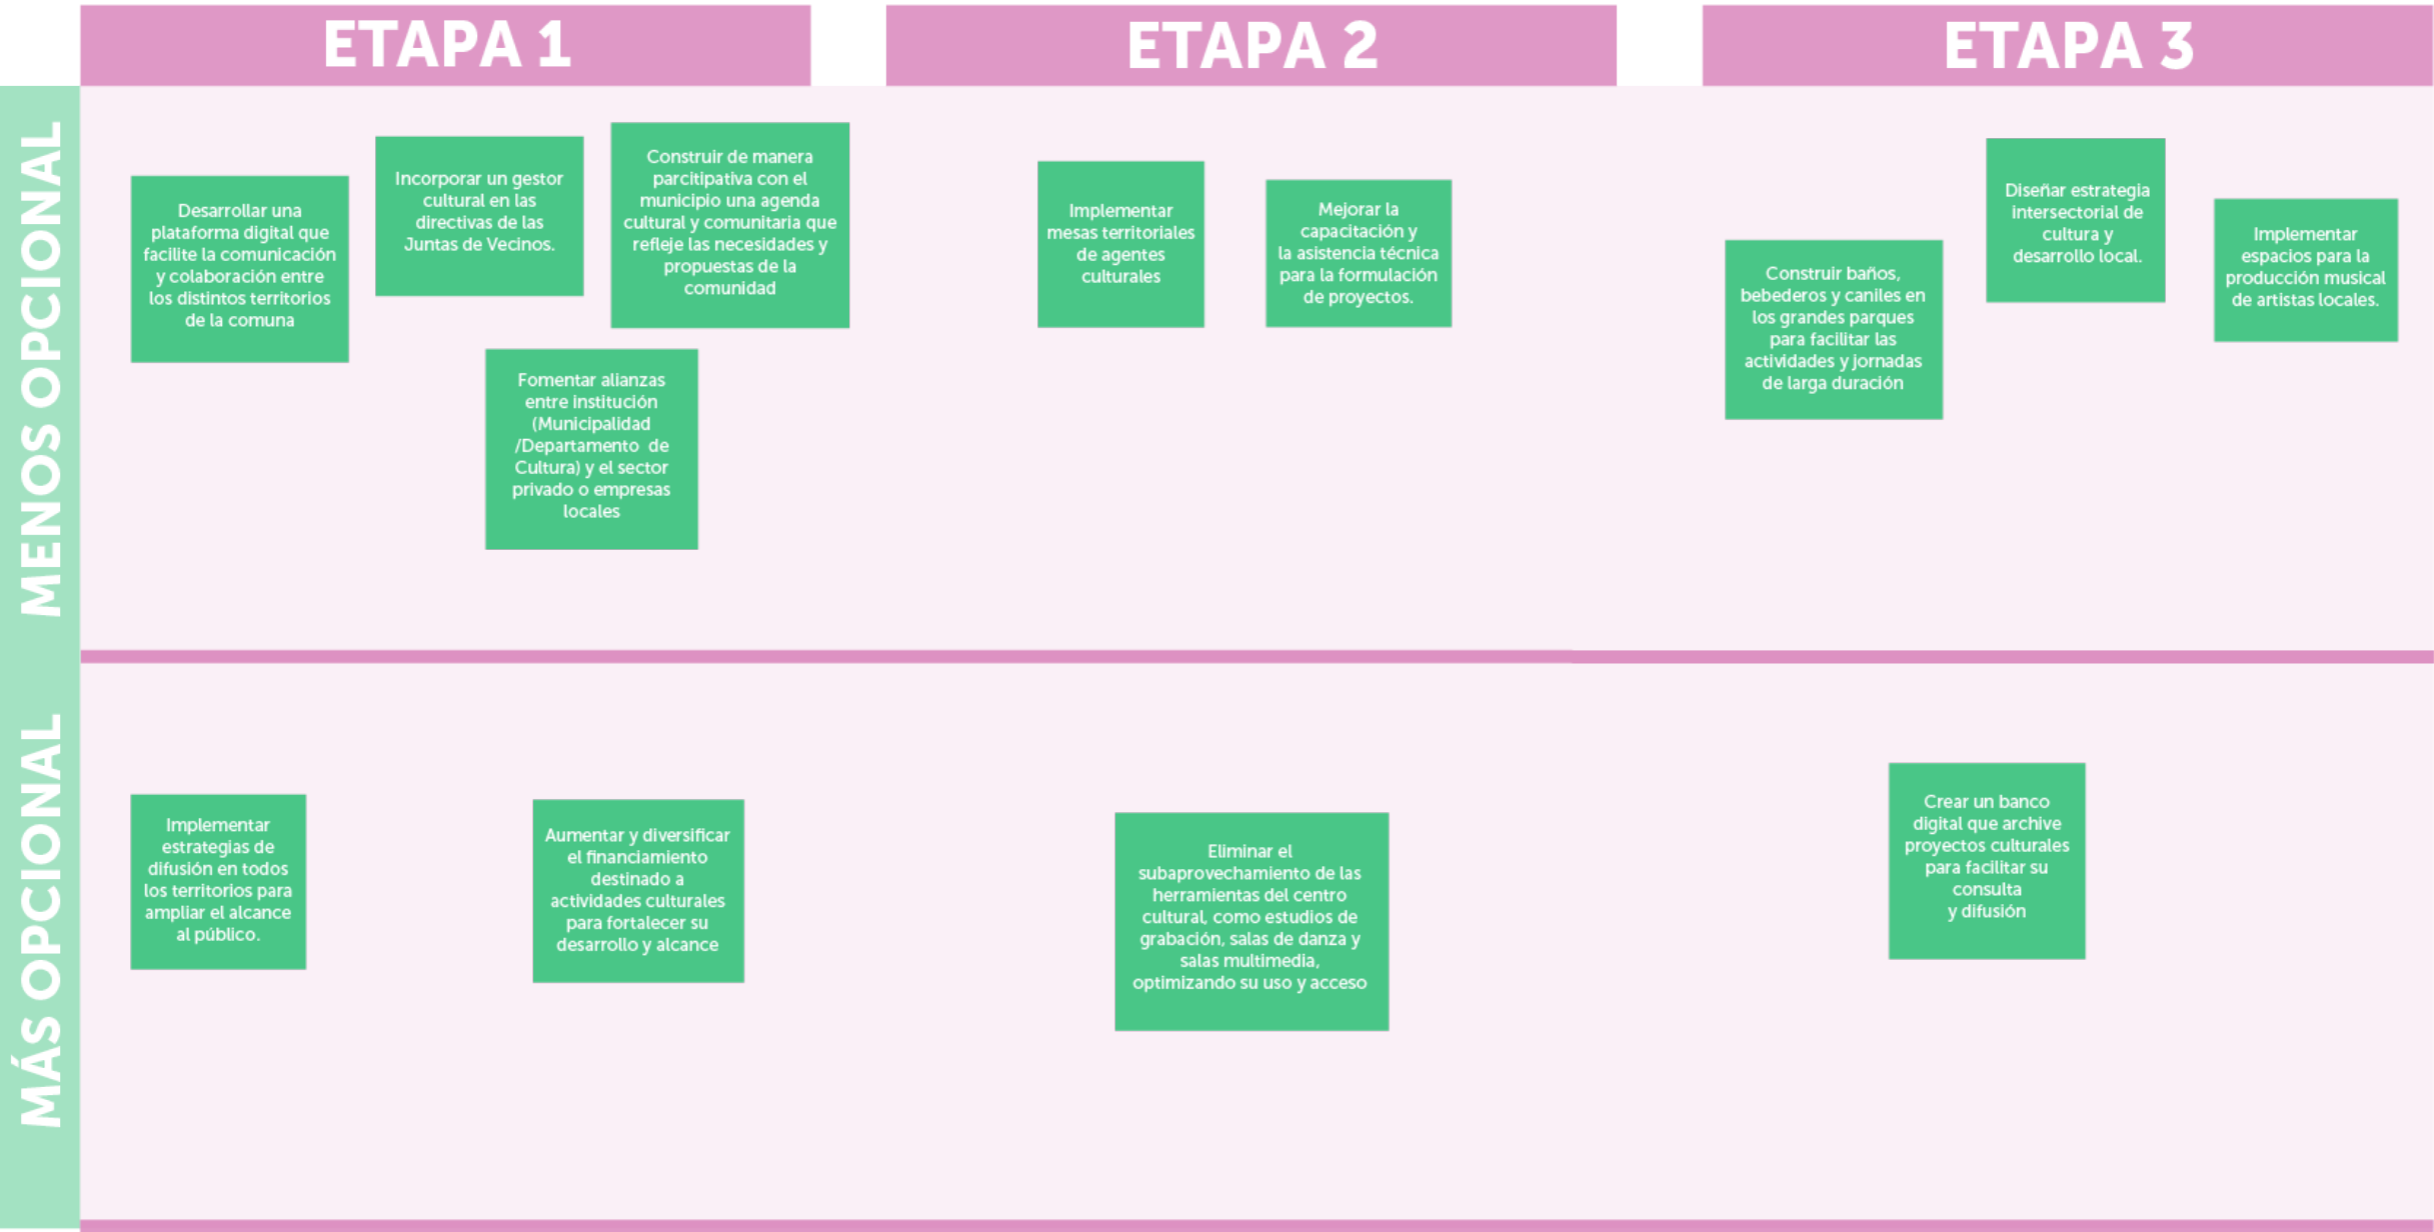 ETAPA 1
ETAPA 2
ETAPA 3
MENOS OPCIONAL
Desarrollar una
plataforma digital que
facilite la comunicación
y colaboración entre
los distintos territorios
de la comuna
Incorporar un gestor
cultural en las
directivas de las
Juntas de Vecinos.
Construir de manera
parcitipativa con el
municipio una agenda
cultural y comunitaria que
refleje las necesidades y
propuestas de la
comunidad
Fomentar alianzas
entre institución
(Municipalidad
/Departamento de
Cultura) y el sector
privado o empresas
locales
Implementar
mesas territoriales
de agentes
culturales
Mejorar la
capacitación y
la asistencia técnica
para la formulación
de proyectos.
Construir baños,
bebederos y caniles en
los grandes parques
para facilitar las
actividades y jornadas
de larga duración
Diseñar estrategia
intersectorial de
cultura y
desarrollo local.
Implementar
espacios para la
producción musical
de artistas locales.
MÁS OPCIONAL
Implementar
estrategias de
difusión en todos
los territorios para
ampliar el alcance
al público.
Aumentar y diversificar
el financiamiento
destinado a
actividades culturales
para fortalecer su
desarrollo y alcance
Eliminar el
subaprovechamiento de las
herramientas del centro
cultural, como estudios de
grabación, salas de danza y
salas multimedia,
optimizando su uso y acceso
Crear un banco
digital que archive
proyectos culturales
para facilitar su
consulta
y difusión